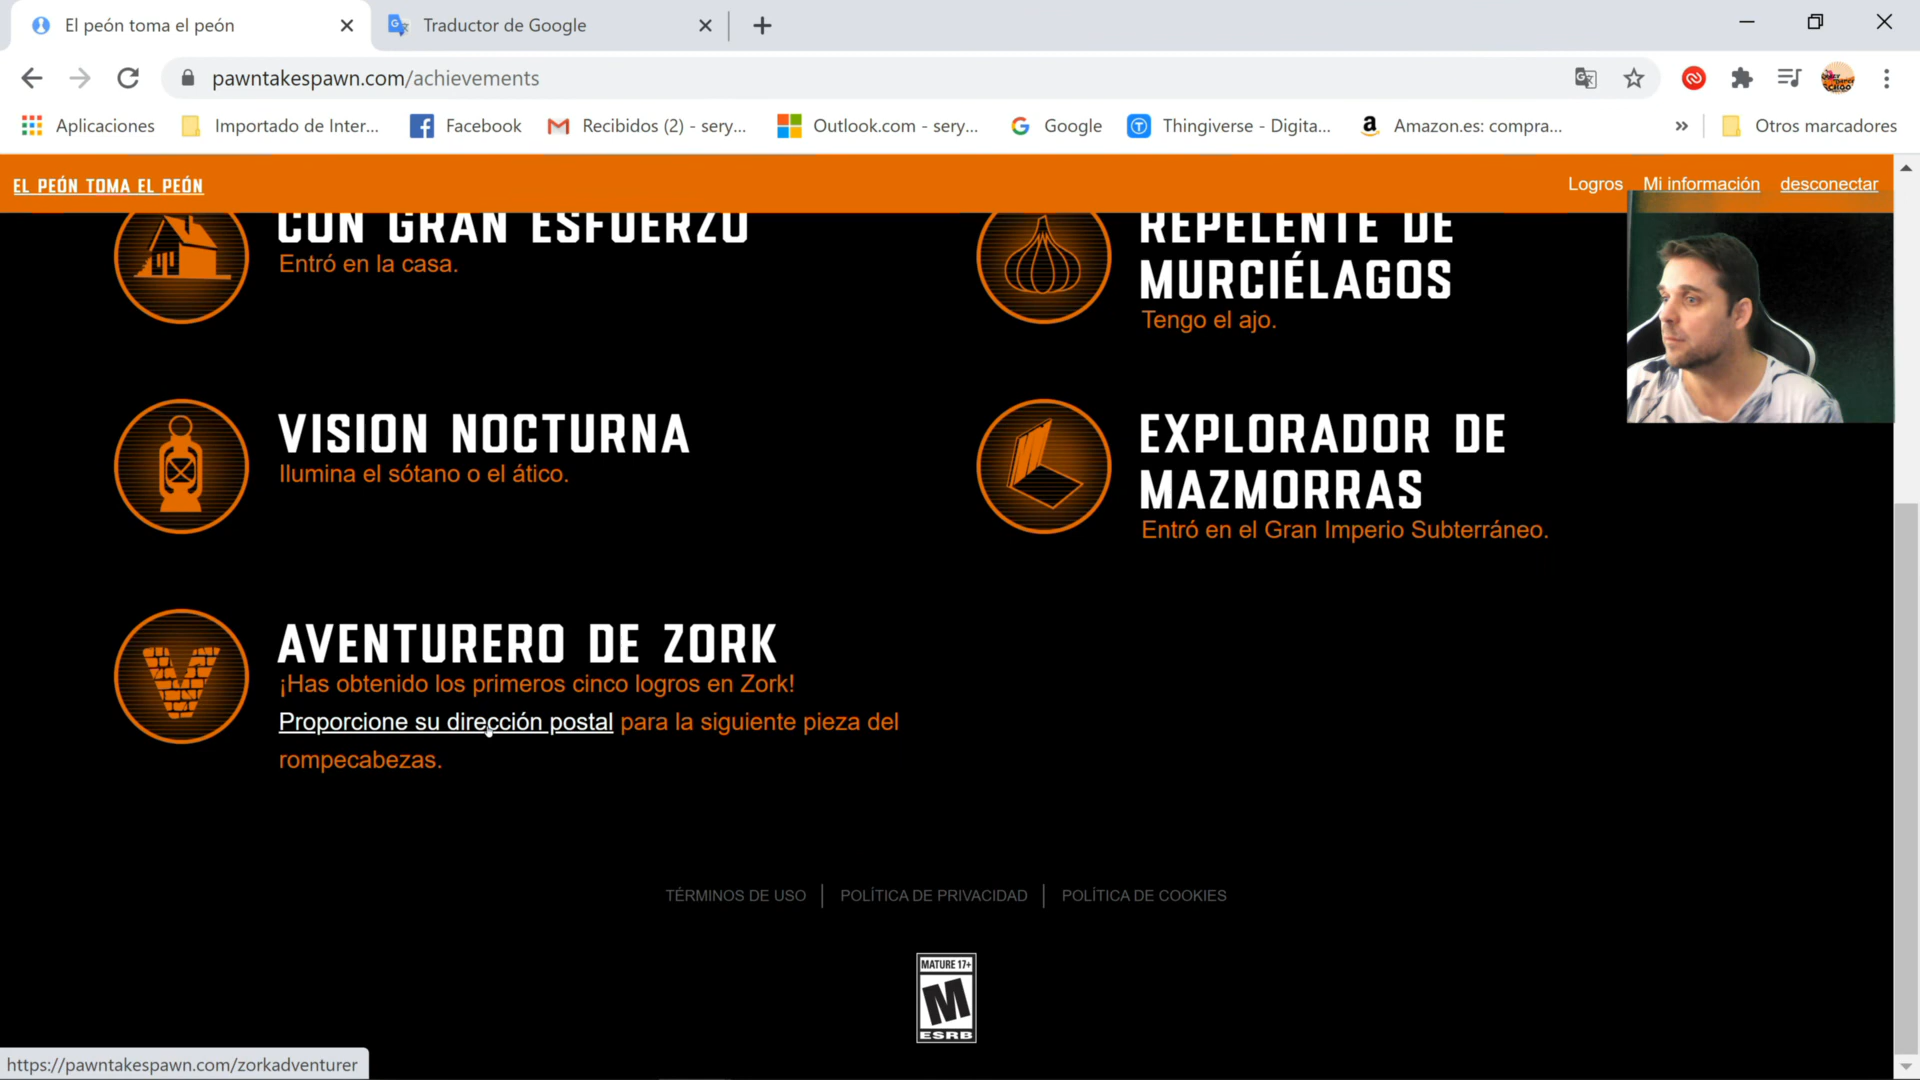 El peón toma el peón
Traductor de Google
pawntakespawn.com/achievements
Aplicaciones
Importado de Inter...
Facebook
Recibidos (2) - sery...
Outlook.com - sery...
Google
Thingiverse - Digita...
Amazon.es: compra...
»
Otros marcadores
EL PEÓN TOMA EL PEÓN
Logros
Mi información
desconectar
CON GRAN ESFUERZO
Entró en la casa.
REPELENTE DE
MURCIÉLAGOS
Tengo el ajo.
VISION NOCTURNA
Ilumina el sótano o el ático.
EXPLORADOR DE
MAZMORRAS
Entró en el Gran Imperio Subterráneo.
AVENTURERO DE ZORK
¡Has obtenido los primeros cinco logros en Zork!
Proporcione su dirección postal para la siguiente pieza del
rompecabezas.
TÉRMINOS DE USO
POLÍTICA DE PRIVACIDAD
POLÍTICA DE COOKIES
MATURE 17+
M
ESRB
https://pawntakespawn.com/zorkadventurer